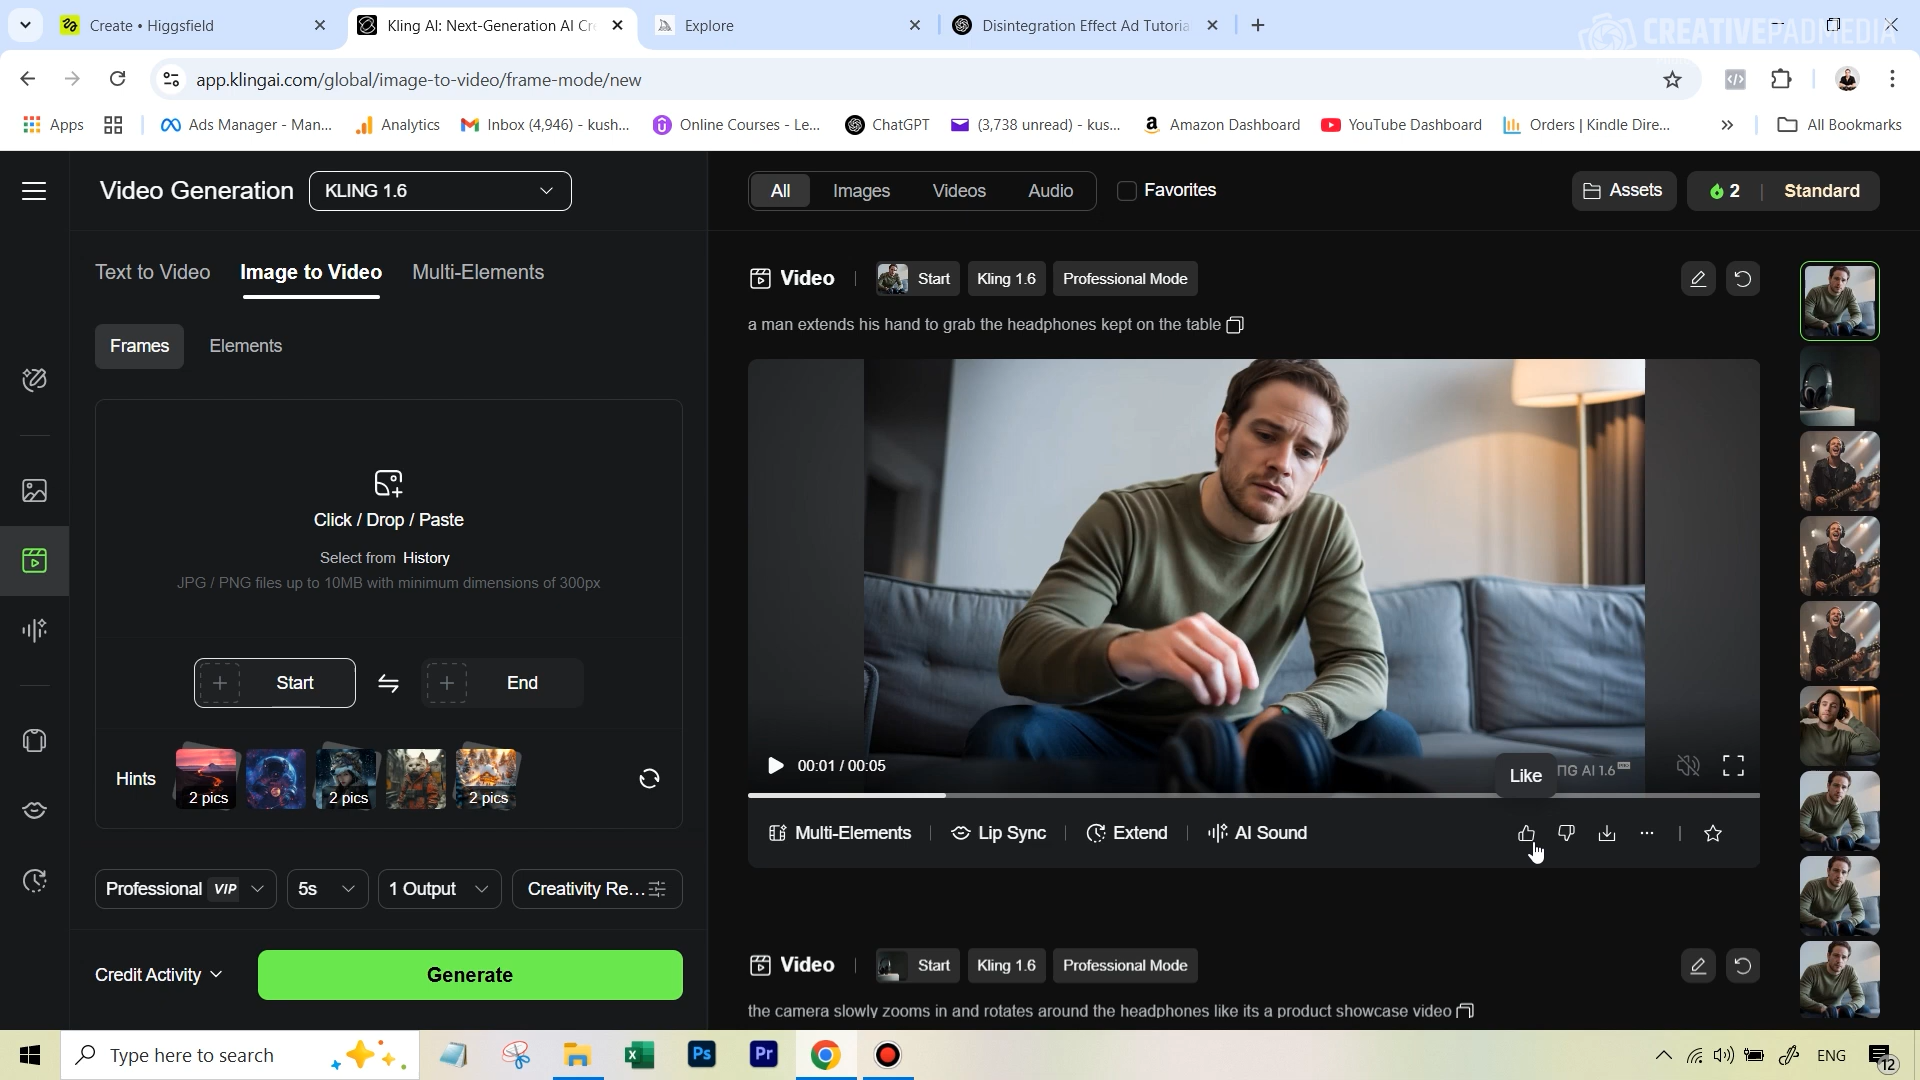 Create • Higgsfield
Kling AI: Next-Generation AI Cr
Explore
Disintegration Effect Ad Tutoria
CREATIVEPADMEDIA
app.klingai.com/global/image-to-video/frame-mode/new
Apps
Ads Manager - Man...
Analytics
Inbox (4,946) - kush...
Online Courses - Le...
ChatGPT
(3,738 unread) - kus...
Amazon Dashboard
YouTube Dashboard
Orders | Kindle Dire...
All Bookmarks
Video Generation
KLING 1.6
All
Images
Videos
Audio
Favorites
Assets
2
Standard
Text to Video
Image to Video
Multi-Elements
Frames
Elements
Click / Drop / Paste
Select from History
JPG / PNG files up to 10MB with minimum dimensions of 300px
Start
End
Hints
2 pics
2 pics
2 pics
Professional VIP
5s
1 Output
Creativity Re...
Credit Activity
Generate
Video
Start
Kling 1.6
Professional Mode
a man extends his hand to grab the headphones kept on the table
00:01 / 00:05
Like
AI 1.6
Multi-Elements
Lip Sync
Extend
AI Sound
Video
Start
Kling 1.6
Professional Mode
the camera slowly zooms in and rotates around the headphones like its a product showcase video
Type here to search
Ps
Pr
ENG
12